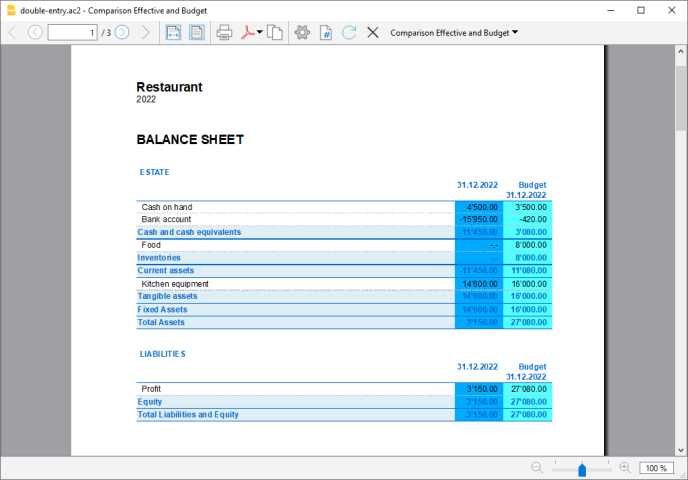 double-entry.ac2 - Comparison Effective and Budget
1 / 3 Comparison Effective and Budget
Restaurant
2022
BALANCE SHEET
ESTATE
31.12.2022 Budget
31.12.2022
Cash on hand 4'500.00 3'500.00
Bank account -15'950.00 -420.00
Cash and cash equivalents -11'450.00 3'080.00
Food -.- 8'000.00
Inventories -.- 8'000.00
Current assets -11'450.00 11'080.00
Kitchen equipment 14'600.00 16'000.00
Tangible assets 14'600.00 16'000.00
Fixed Assets 14'600.00 16'000.00
Total Assets 3'150.00 27'080.00
LIABILITIES
31.12.2022 Budget
31.12.2022
Profit 3'150.00 27'080.00
Equity 3'150.00 27'080.00
Total Liabilities and Equity 3'150.00 27'080.00
100 %